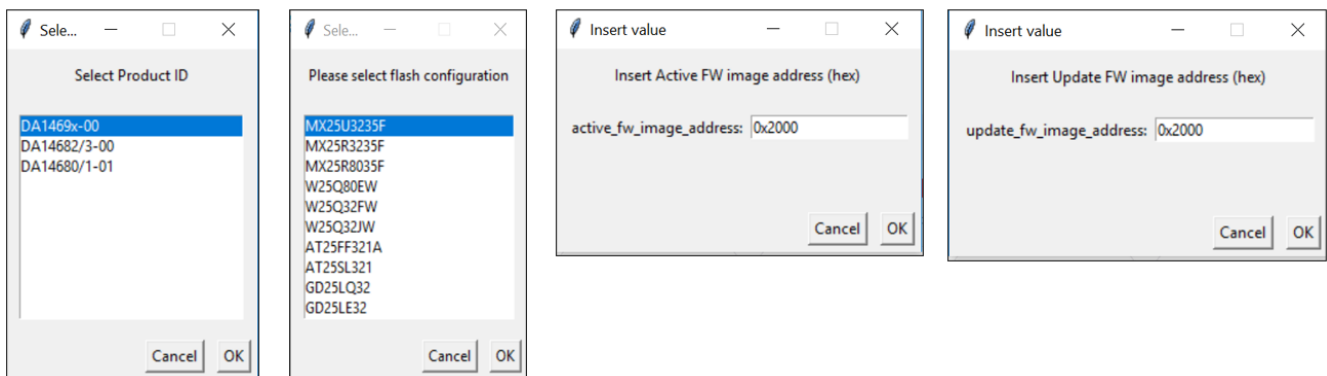 Sele...
Select Product ID
DA1469x-00
DA14682/3-00
DA14680/1-01
Cancel OK
Sele...
Please select flash configuration
MX25U3235F
MX25R3235F
MX25R8035F
W25Q80EW
W25Q32FW
W25Q32JW
AT25FF321A
AT25SL321
GD25LQ32
GD25LE32
Cancel OK
Insert value
Insert Active FW image address (hex)
active_fw_image_address: 0x2000
Cancel OK
Insert value
Insert Update FW image address (hex)
update_fw_image_address: 0x2000
Cancel OK